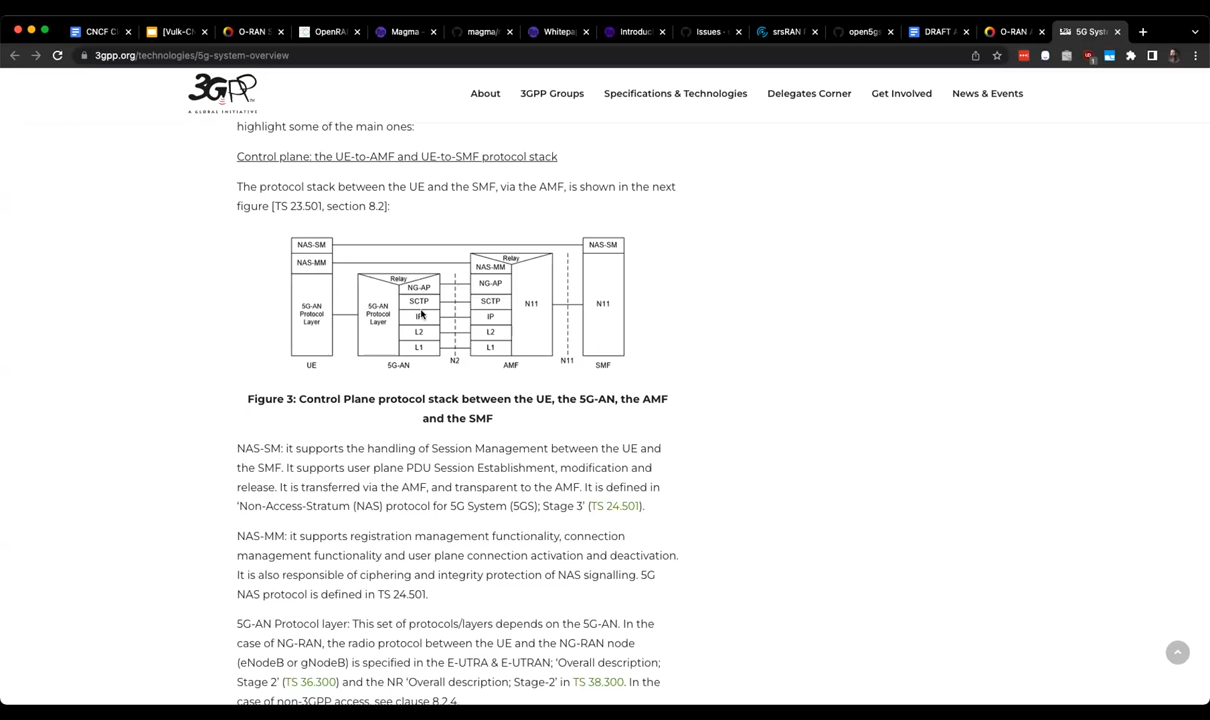 CNCF Cl
[Vulk-Ch
O-RAN S
OpenRA
Magma -
magma/
Whitepa
Introduc
Issues ·
srsRAN
open5gs
DRAFT
O-RAN A
5G Syst
3gpp.org/technologies/5g-system-overview
3GPP
A GLOBAL INITIATIVE
About
3GPP Groups
Specifications & Technologies
Delegates Corner
Get Involved
News & Events
highlight some of the main ones:
Control plane: the UE-to-AMF and UE-to-SMF protocol stack
The protocol stack between the UE and the SMF, via the AMF, is shown in the next
figure [TS 23.501, section 8.2]:
NAS-SM
NAS-MM
5G-AN
Protocol
Layer
UE
Relay
5G-AN
Protocol
Layer
NG-AP
SCTP
L2
L1
5G-AN
N2
Relay
NAS-MM
NG-AP
SCTP
IP
L2
L1
N11
AMF
N11
NAS-SM
N11
SMF
Figure 3: Control Plane protocol stack between the UE, the 5G-AN, the AMF
and the SMF
NAS-SM: it supports the handling of Session Management between the UE and
the SMF. It supports user plane PDU Session Establishment, modification and
release. It is transferred via the AMF, and transparent to the AMF. It is defined in
‘Non-Access-Stratum (NAS) protocol for 5G System (5GS); Stage 3’ (TS 24.501).
NAS-MM: it supports registration management functionality, connection
management functionality and user plane connection activation and deactivation.
It is also responsible of ciphering and integrity protection of NAS signalling. 5G
NAS protocol is defined in TS 24.501.
5G-AN Protocol layer: This set of protocols/layers depends on the 5G-AN. In the
case of NG-RAN, the radio protocol between the UE and the NG-RAN node
(eNodeB or gNodeB) is specified in the E-UTRA & E-UTRAN; ‘Overall description;
Stage 2’ (TS 36.300) and the NR ‘Overall description; Stage-2’ in TS 38.300. In the
case of non-3GPP access, see clause 8.2.4.